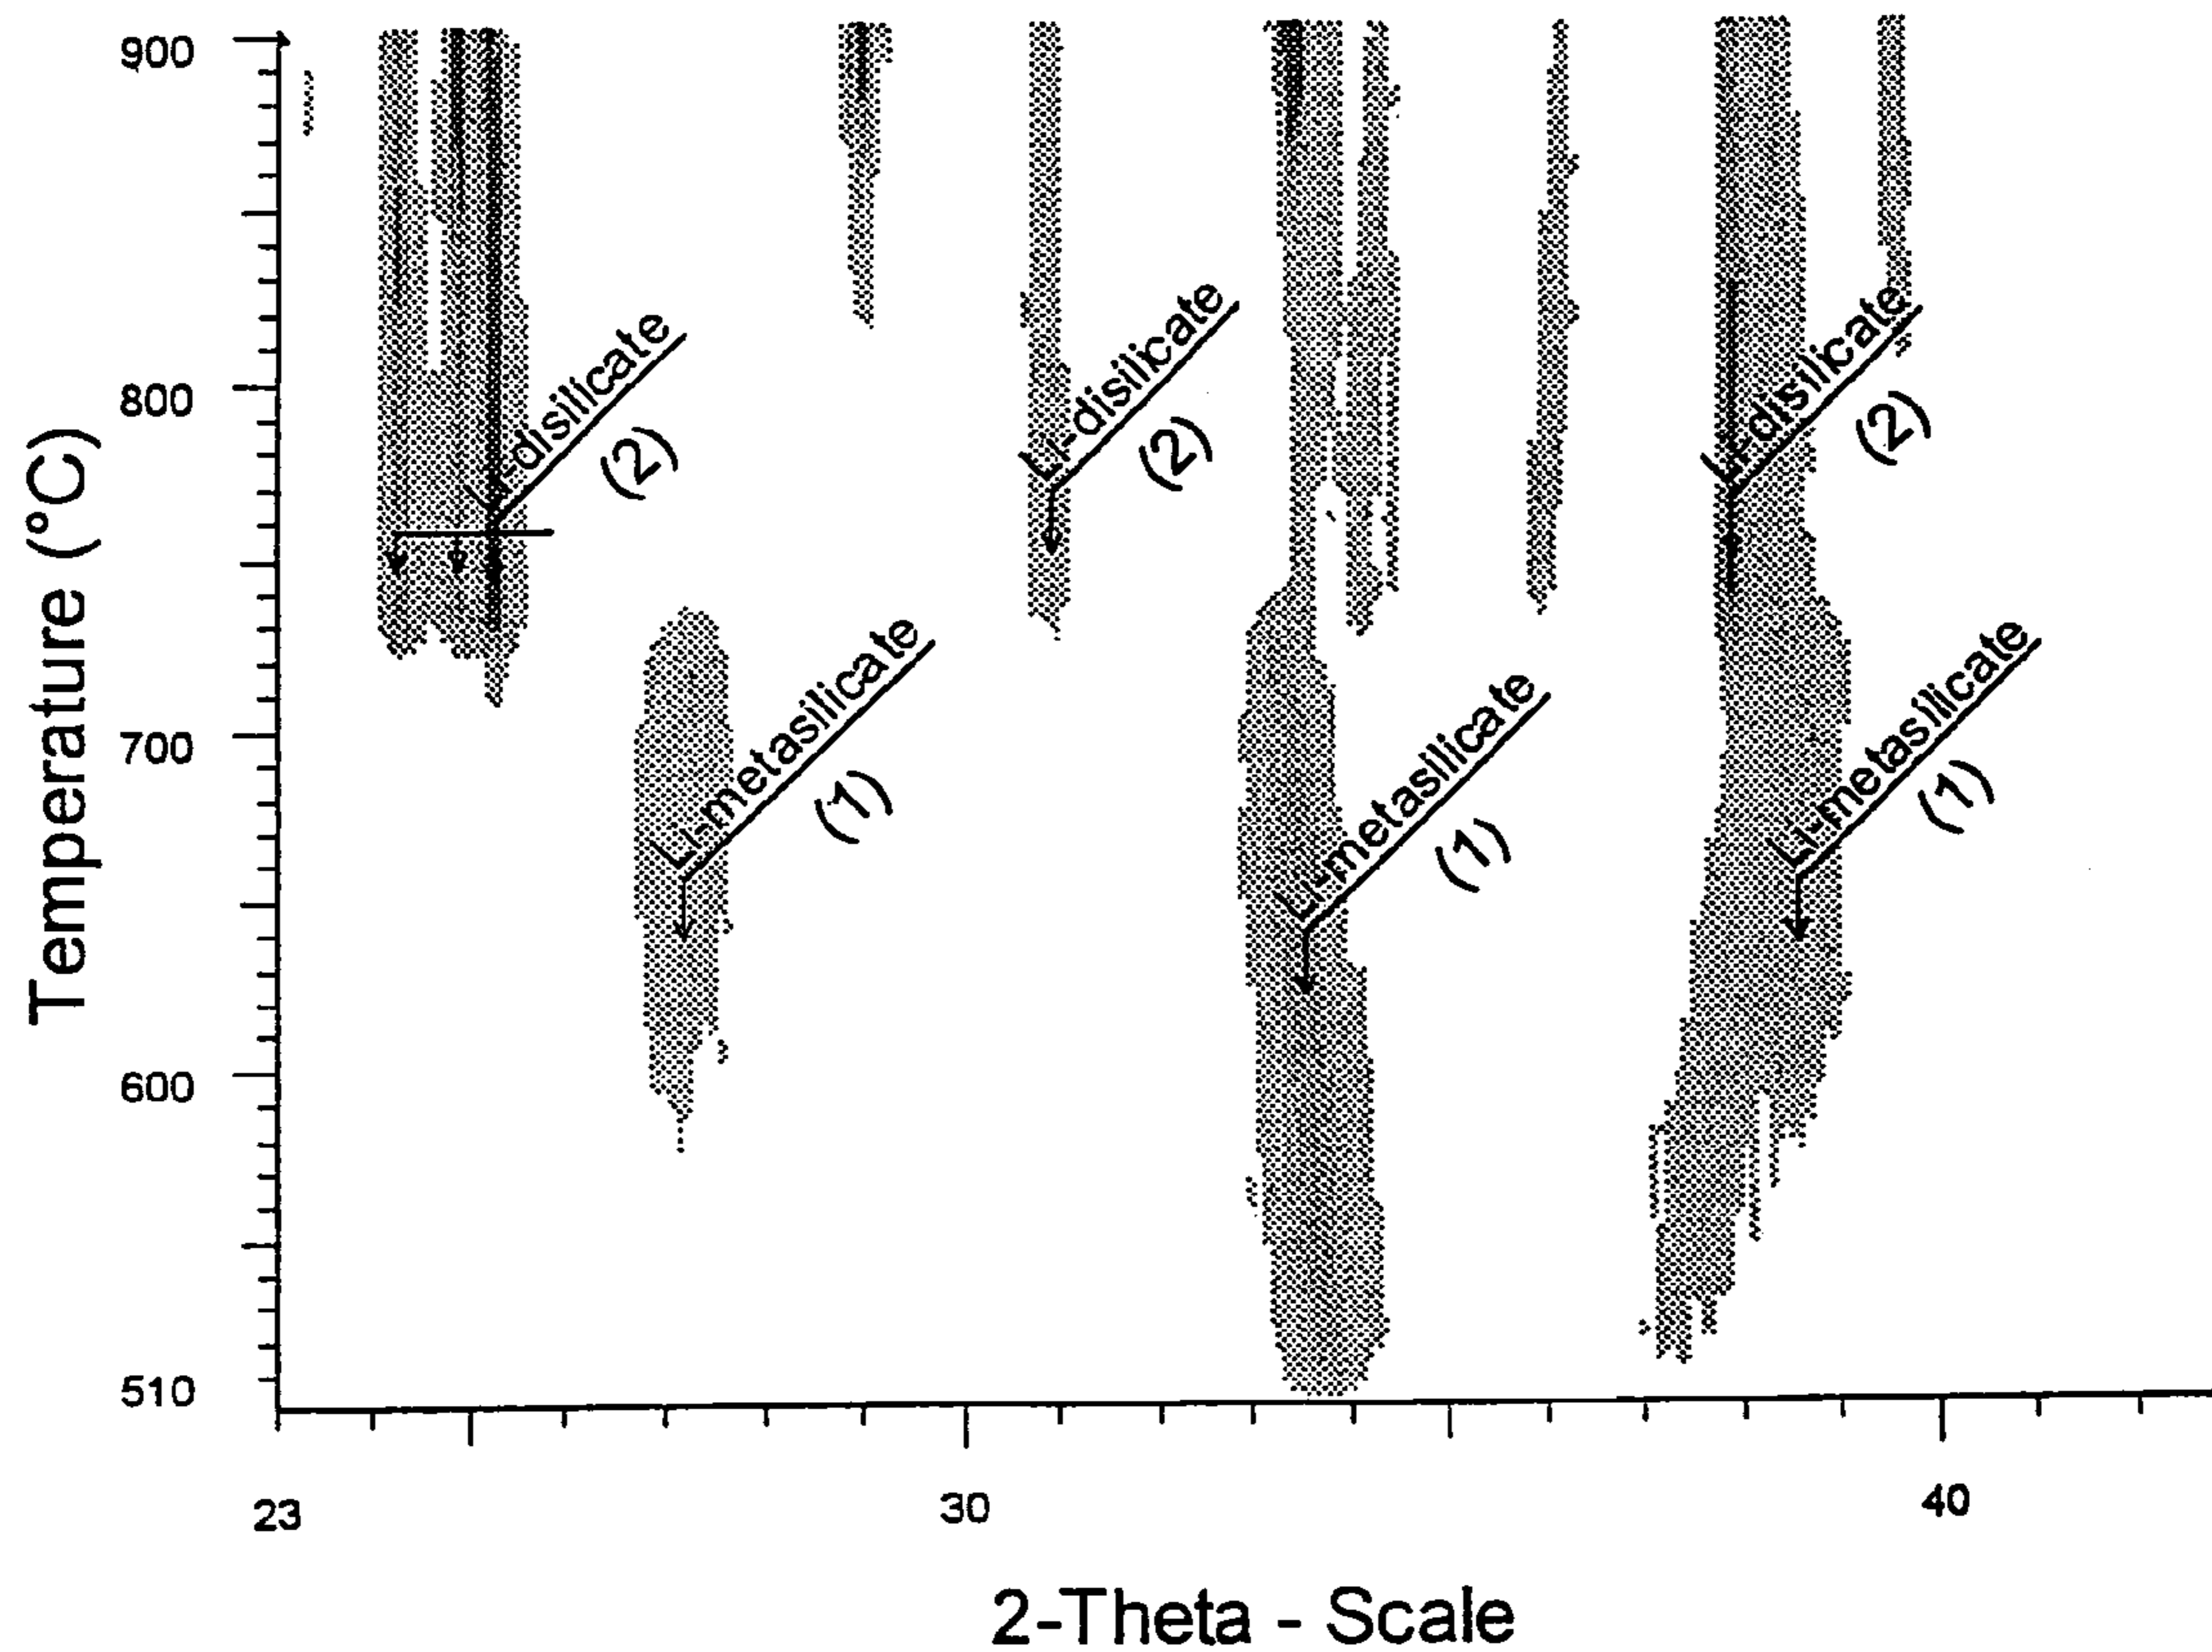 Temperature (°C)
900
800
700
600
510
Li-disilicate
(2)
Li-disilicate
(2)
Li-disilicate
(2)
Li-metasilicate
(1)
Li-metasilicate
(1)
Li-metasilicate
(1)
23
30
40
2-Theta - Scale